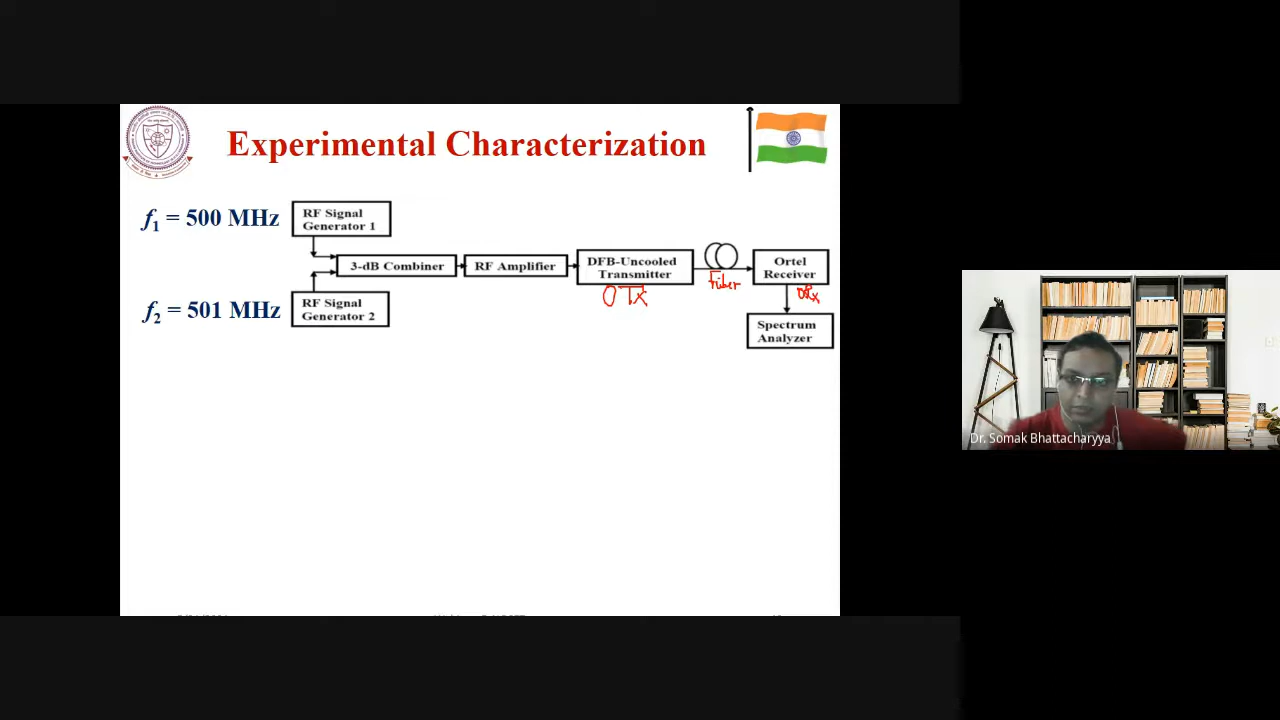 Experimental Characterization
f1 = 500 MHz
RF Signal
Generator 1
3-dB Combiner
RF Amplifier
DFB-Uncooled
Transmitter
OTx
Fiber
Ortel
Receiver
ORx
f2 = 501 MHz
RF Signal
Generator 2
Spectrum
Analyzer
Dr. Somak Bhattacharyya